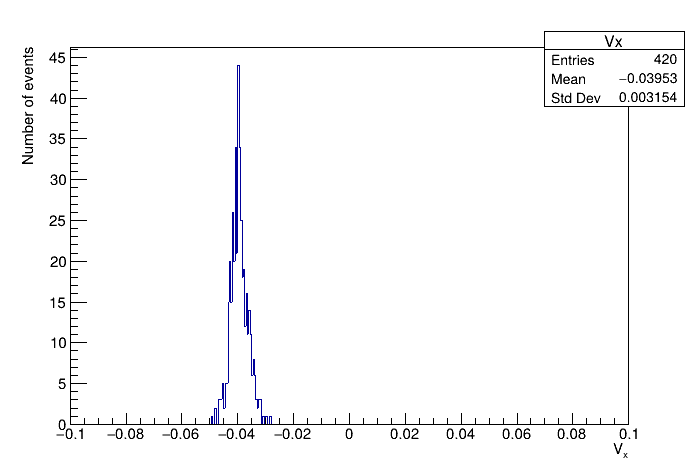 Vx
Entries 420
Mean −0.03953
Std Dev 0.003154
Number of events
45
40
35
30
25
20
15
10
5
0
−0.1 −0.08 −0.06 −0.04 −0.02 0 0.02 0.04 0.06 0.08 0.1
Vx